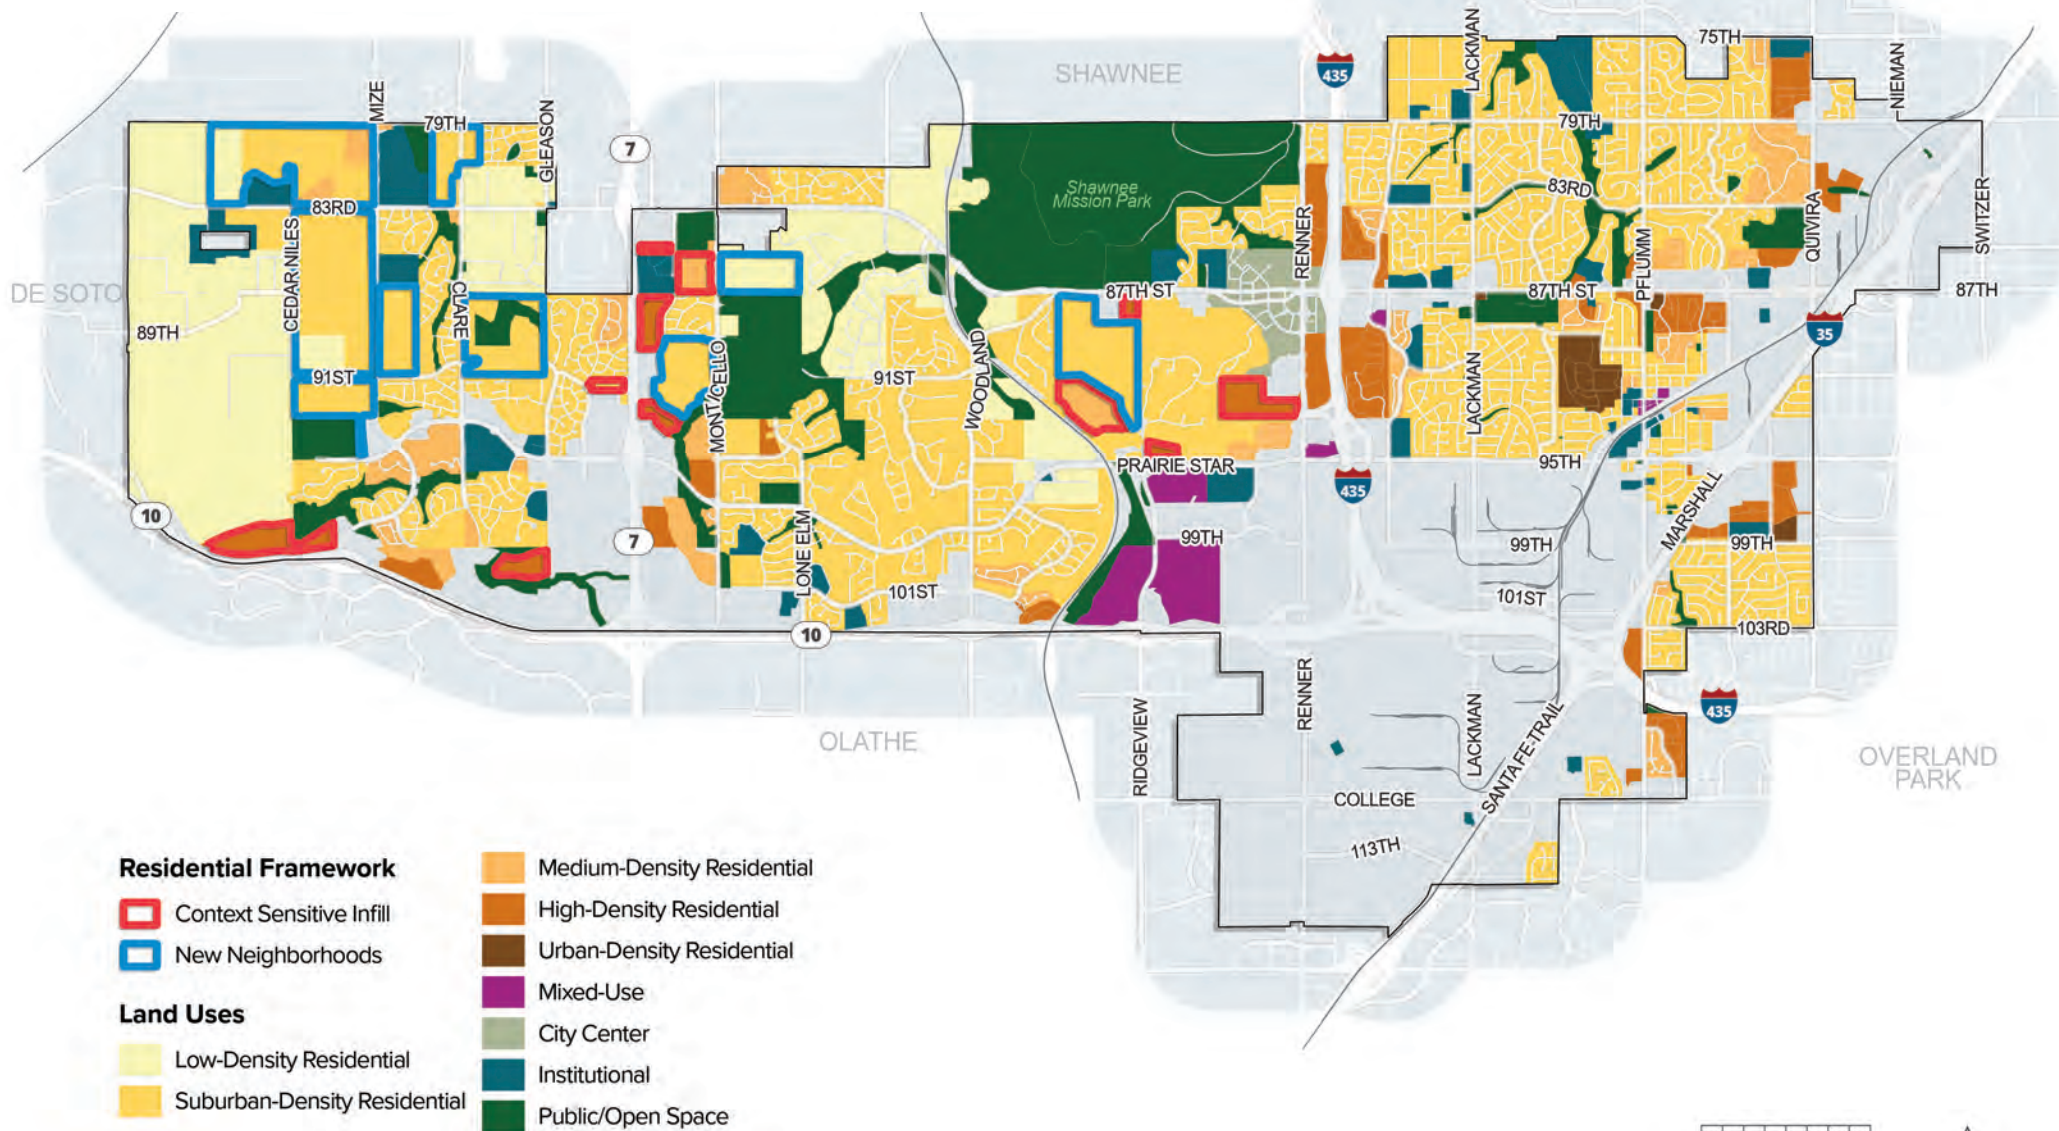 LACKMAN
75TH
435
SHAWNEE
NIEMAN
MIZE
79TH
GLEASON
7
79TH
Shawnee
Mission Park
83RD
83RD
CEDAR NILES
RENNER
PFLUMM
QUIVIRA
SWITZER
DE SOTO
CLARE
87TH ST
87TH ST
87TH
89TH
35
91ST
MONTICELLO
91ST
WOODLAND
LACKMAN
PRAIRIE STAR
95TH
435
10
7
LONE ELM
99TH
99TH
MARSHALL
99TH
101ST
101ST
10
103RD
RIDGEVIEW
RENNER
LACKMAN
SANTA FE TRAIL
435
OLATHE
OVERLAND
PARK
COLLEGE
113TH
Residential Framework
Context Sensitive Infill
New Neighborhoods
Land Uses
Low-Density Residential
Suburban-Density Residential
Medium-Density Residential
High-Density Residential
Urban-Density Residential
Mixed-Use
City Center
Institutional
Public/Open Space